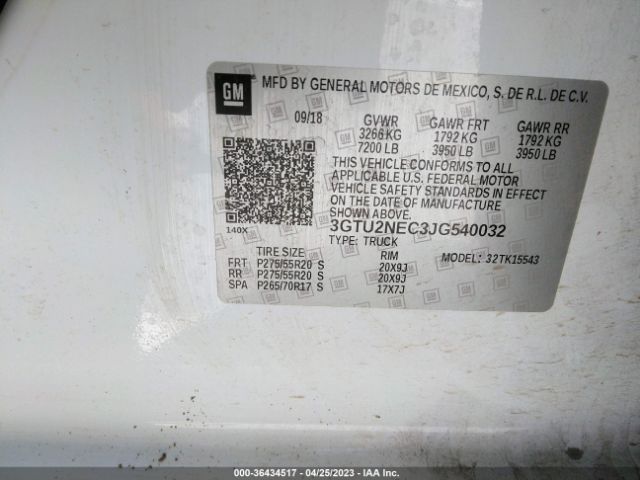 GM MFD BY GENERAL MOTORS DE MEXICO, S. DE R.L. DE C.V.
09/18 GVWR GAWR FRT GAWR RR
3266 KG 1792 KG 1792 KG
7200 LB 3950 LB 3950 LB
THIS VEHICLE CONFORMS TO ALL
APPLICABLE U.S. FEDERAL MOTOR
VEHICLE SAFETY STANDARDS IN EFFECT
ON THE DATE OF MANUFACTURE
SHOWN ABOVE.
140X 3GTU2NEC3JG540032
TYPE: TRUCK
TIRE SIZE RIM MODEL: 32TK15543
FRT P275/55R20 S 20X9J
RR P275/55R20 S 20X9J
SPA P265/70R17 S 17X7J
000-36434517 - 04/25/2023 - IAA Inc.